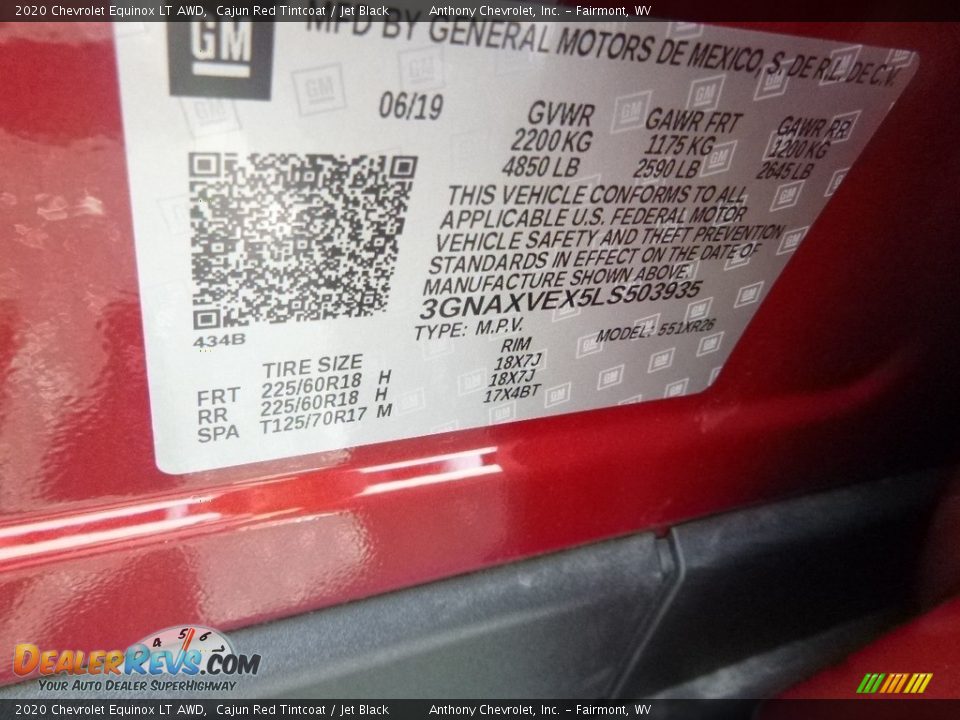 2020 Chevrolet Equinox LT AWD, Cajun Red Tintcoat / Jet Black Anthony Chevrolet, Inc. - Fairmont, WV
GM MFD BY GENERAL MOTORS DE MEXICO, S. DE R.L. DE C.V.
06/19 GVWR GAWR FRT GAWR RR
2200 KG 1175 KG 1200 KG
4850 LB 2590 LB 2645 LB
THIS VEHICLE CONFORMS TO ALL
APPLICABLE U.S. FEDERAL MOTOR
VEHICLE SAFETY AND THEFT PREVENTION
STANDARDS IN EFFECT ON THE DATE OF
MANUFACTURE SHOWN ABOVE.
3GNAXVEX5LS503935
434B TYPE: M.P.V. MODEL: 551XR26
TIRE SIZE RIM
FRT 225/60R18 H 18X7J
RR 225/60R18 H 18X7J
SPA T125/70R17 M 17X4BT
4 5 6
DEALERREVS.COM
YOUR AUTO DEALER SUPERHIGHWAY
2020 Chevrolet Equinox LT AWD, Cajun Red Tintcoat / Jet Black Anthony Chevrolet, Inc. - Fairmont, WV